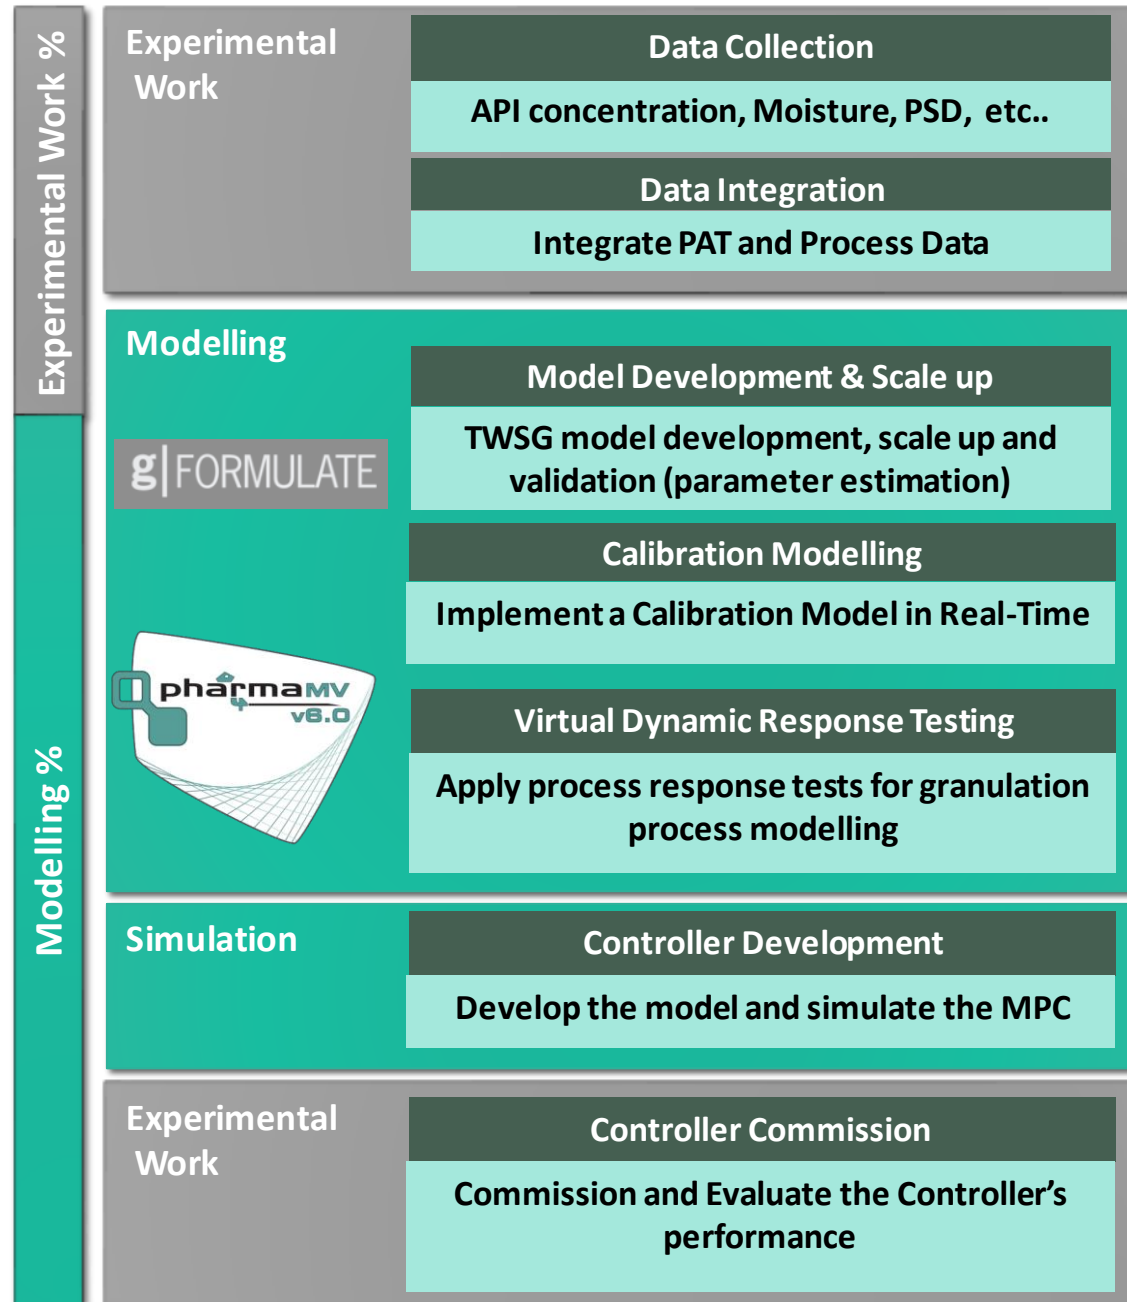 Experimental Work %
Modelling %
Experimental
Work
Data Collection
API concentration, Moisture, PSD, etc..
Data Integration
Integrate PAT and Process Data
Modelling
g|FORMULATE
pharmaMV
4
v6.0
Model Development & Scale up
TWSG model development, scale up and
validation (parameter estimation)
Calibration Modelling
Implement a Calibration Model in Real-Time
Virtual Dynamic Response Testing
Apply process response tests for granulation
process modelling
Simulation
Controller Development
Develop the model and simulate the MPC
Experimental
Work
Controller Commission
Commission and Evaluate the Controller’s
performance